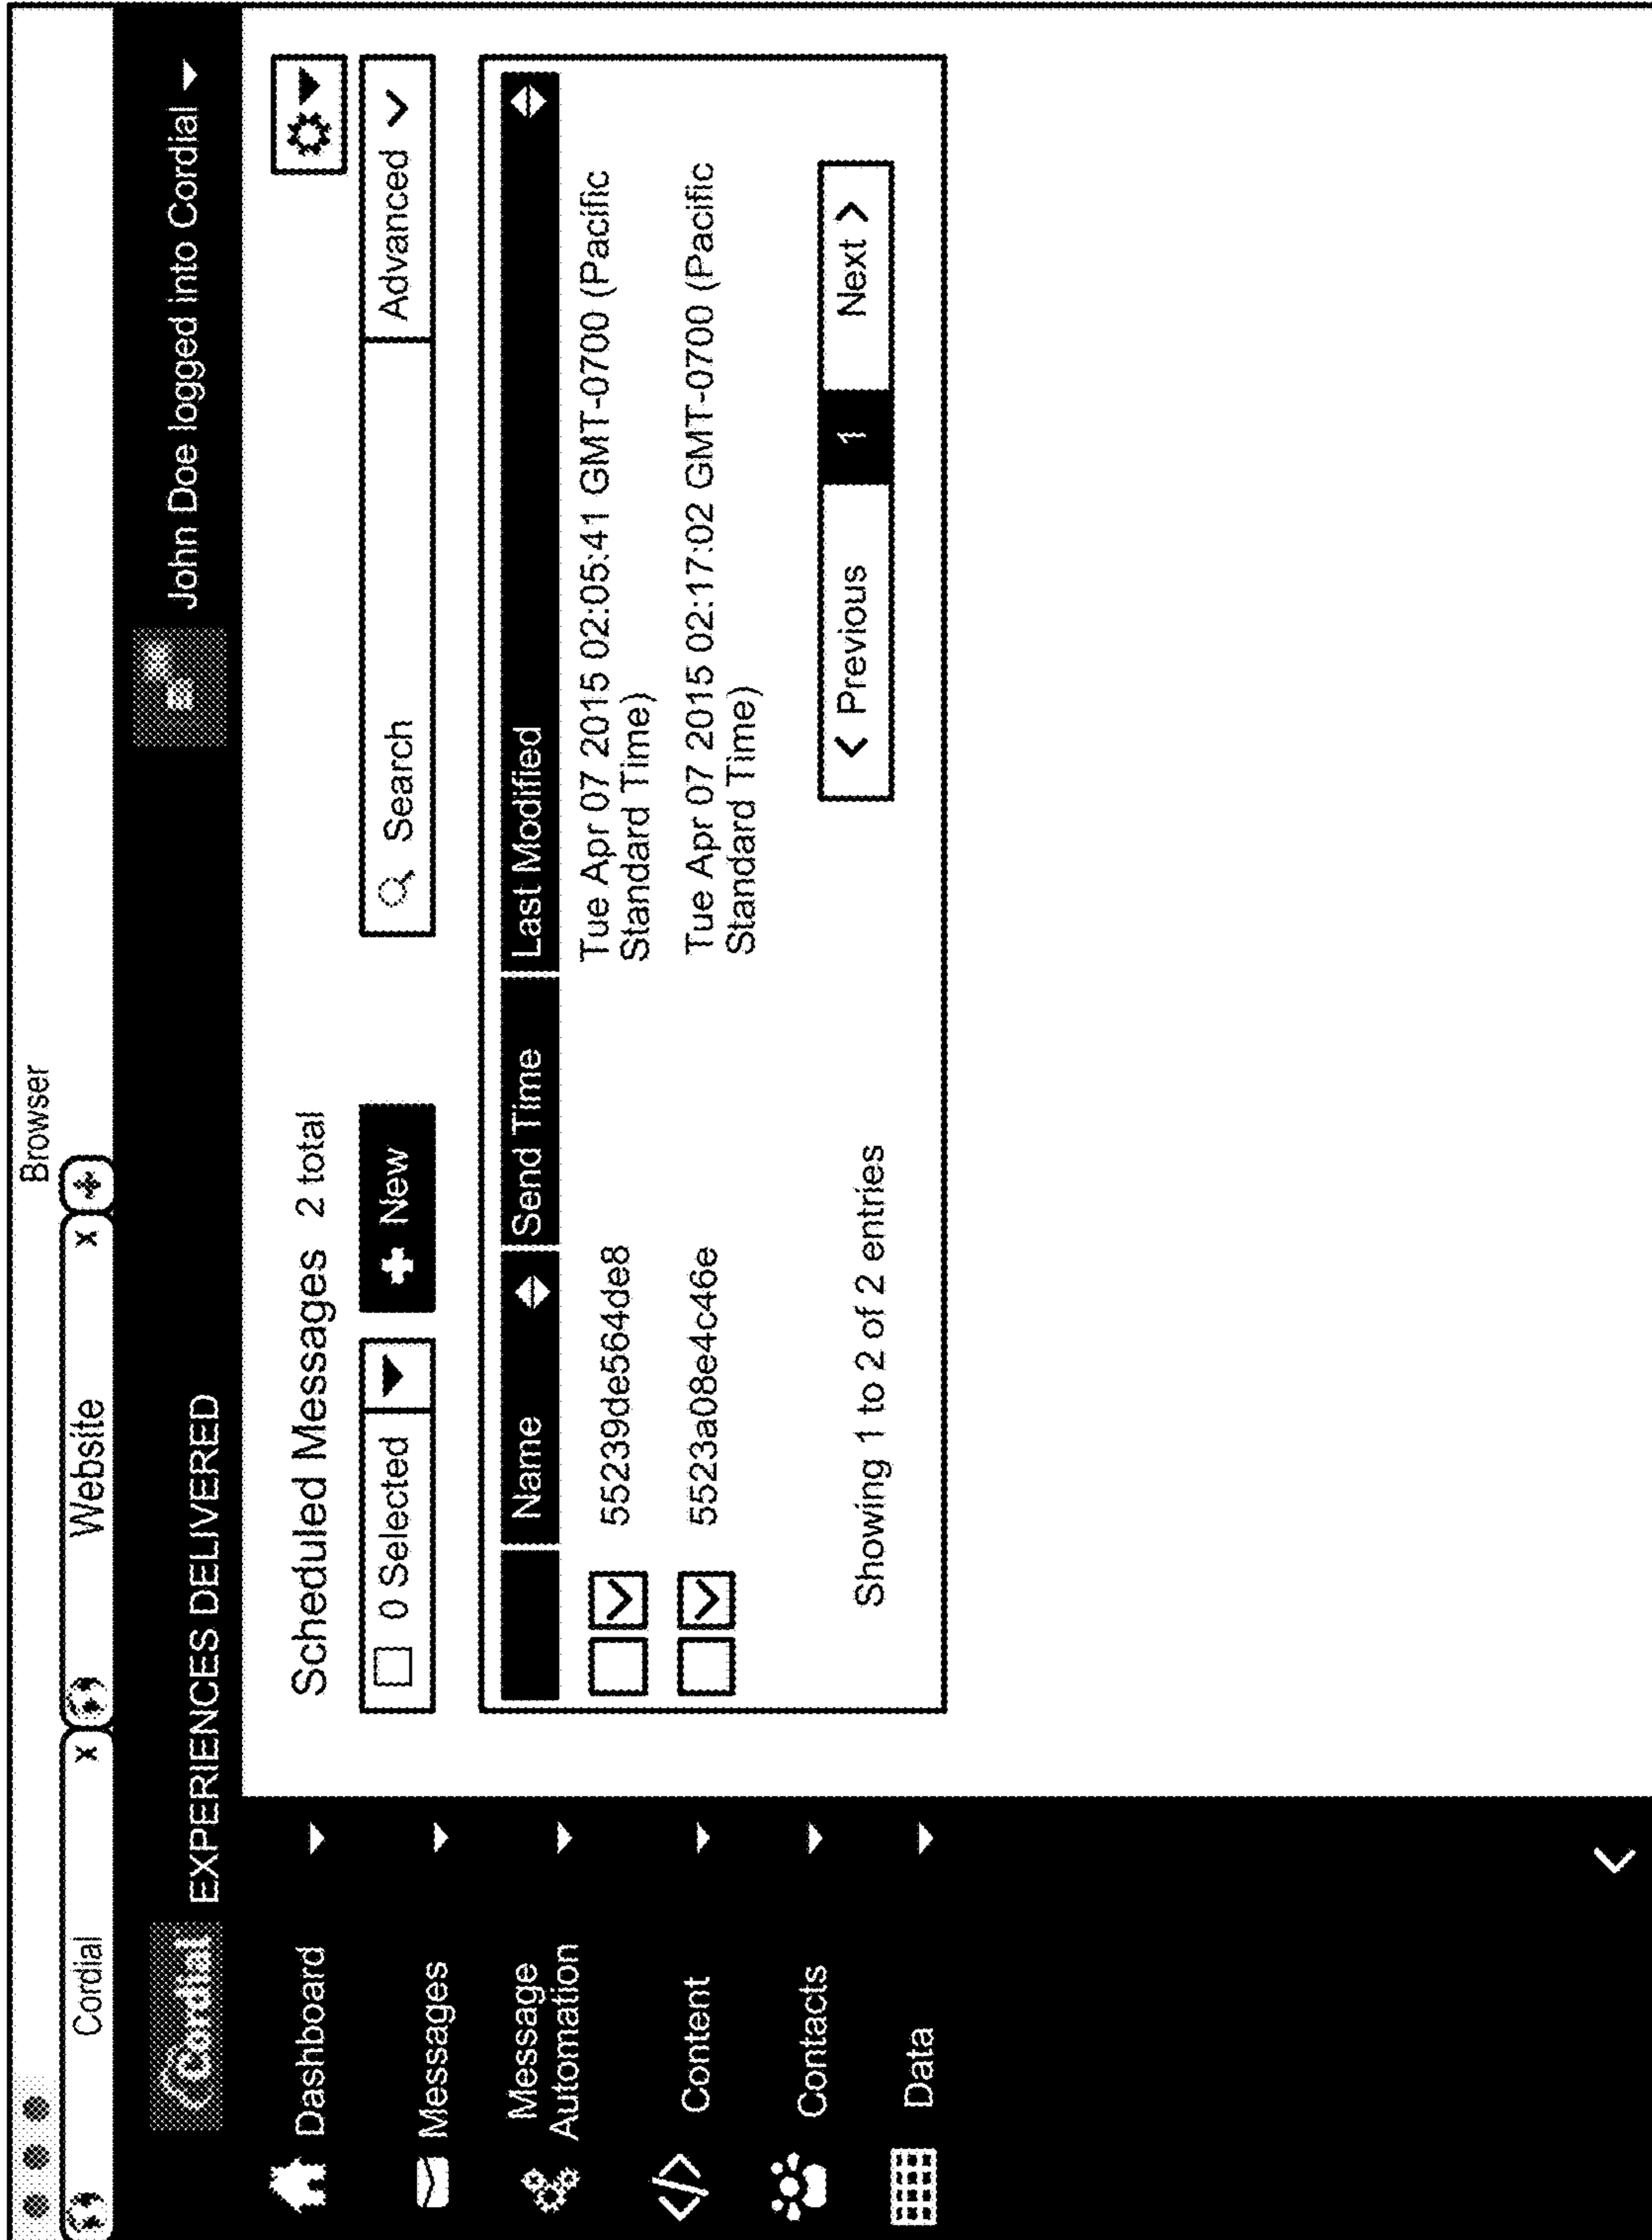 Browser
Cordial x
Website x
Cordial EXPERIENCES DELIVERED
John Doe logged into Cordial
Dashboard
Messages
Message
Automation
Content
Contacts
Data
Scheduled Messages 2 total
0 Selected
New
Search
Advanced
Name Send Time Last Modified
55239de564de8 Tue Apr 07 2015 02:05:41 GMT-0700 (Pacific
Standard Time)
5523a08e4c46e Tue Apr 07 2015 02:17:02 GMT-0700 (Pacific
Standard Time)
Showing 1 to 2 of 2 entries
< Previous 1 Next >